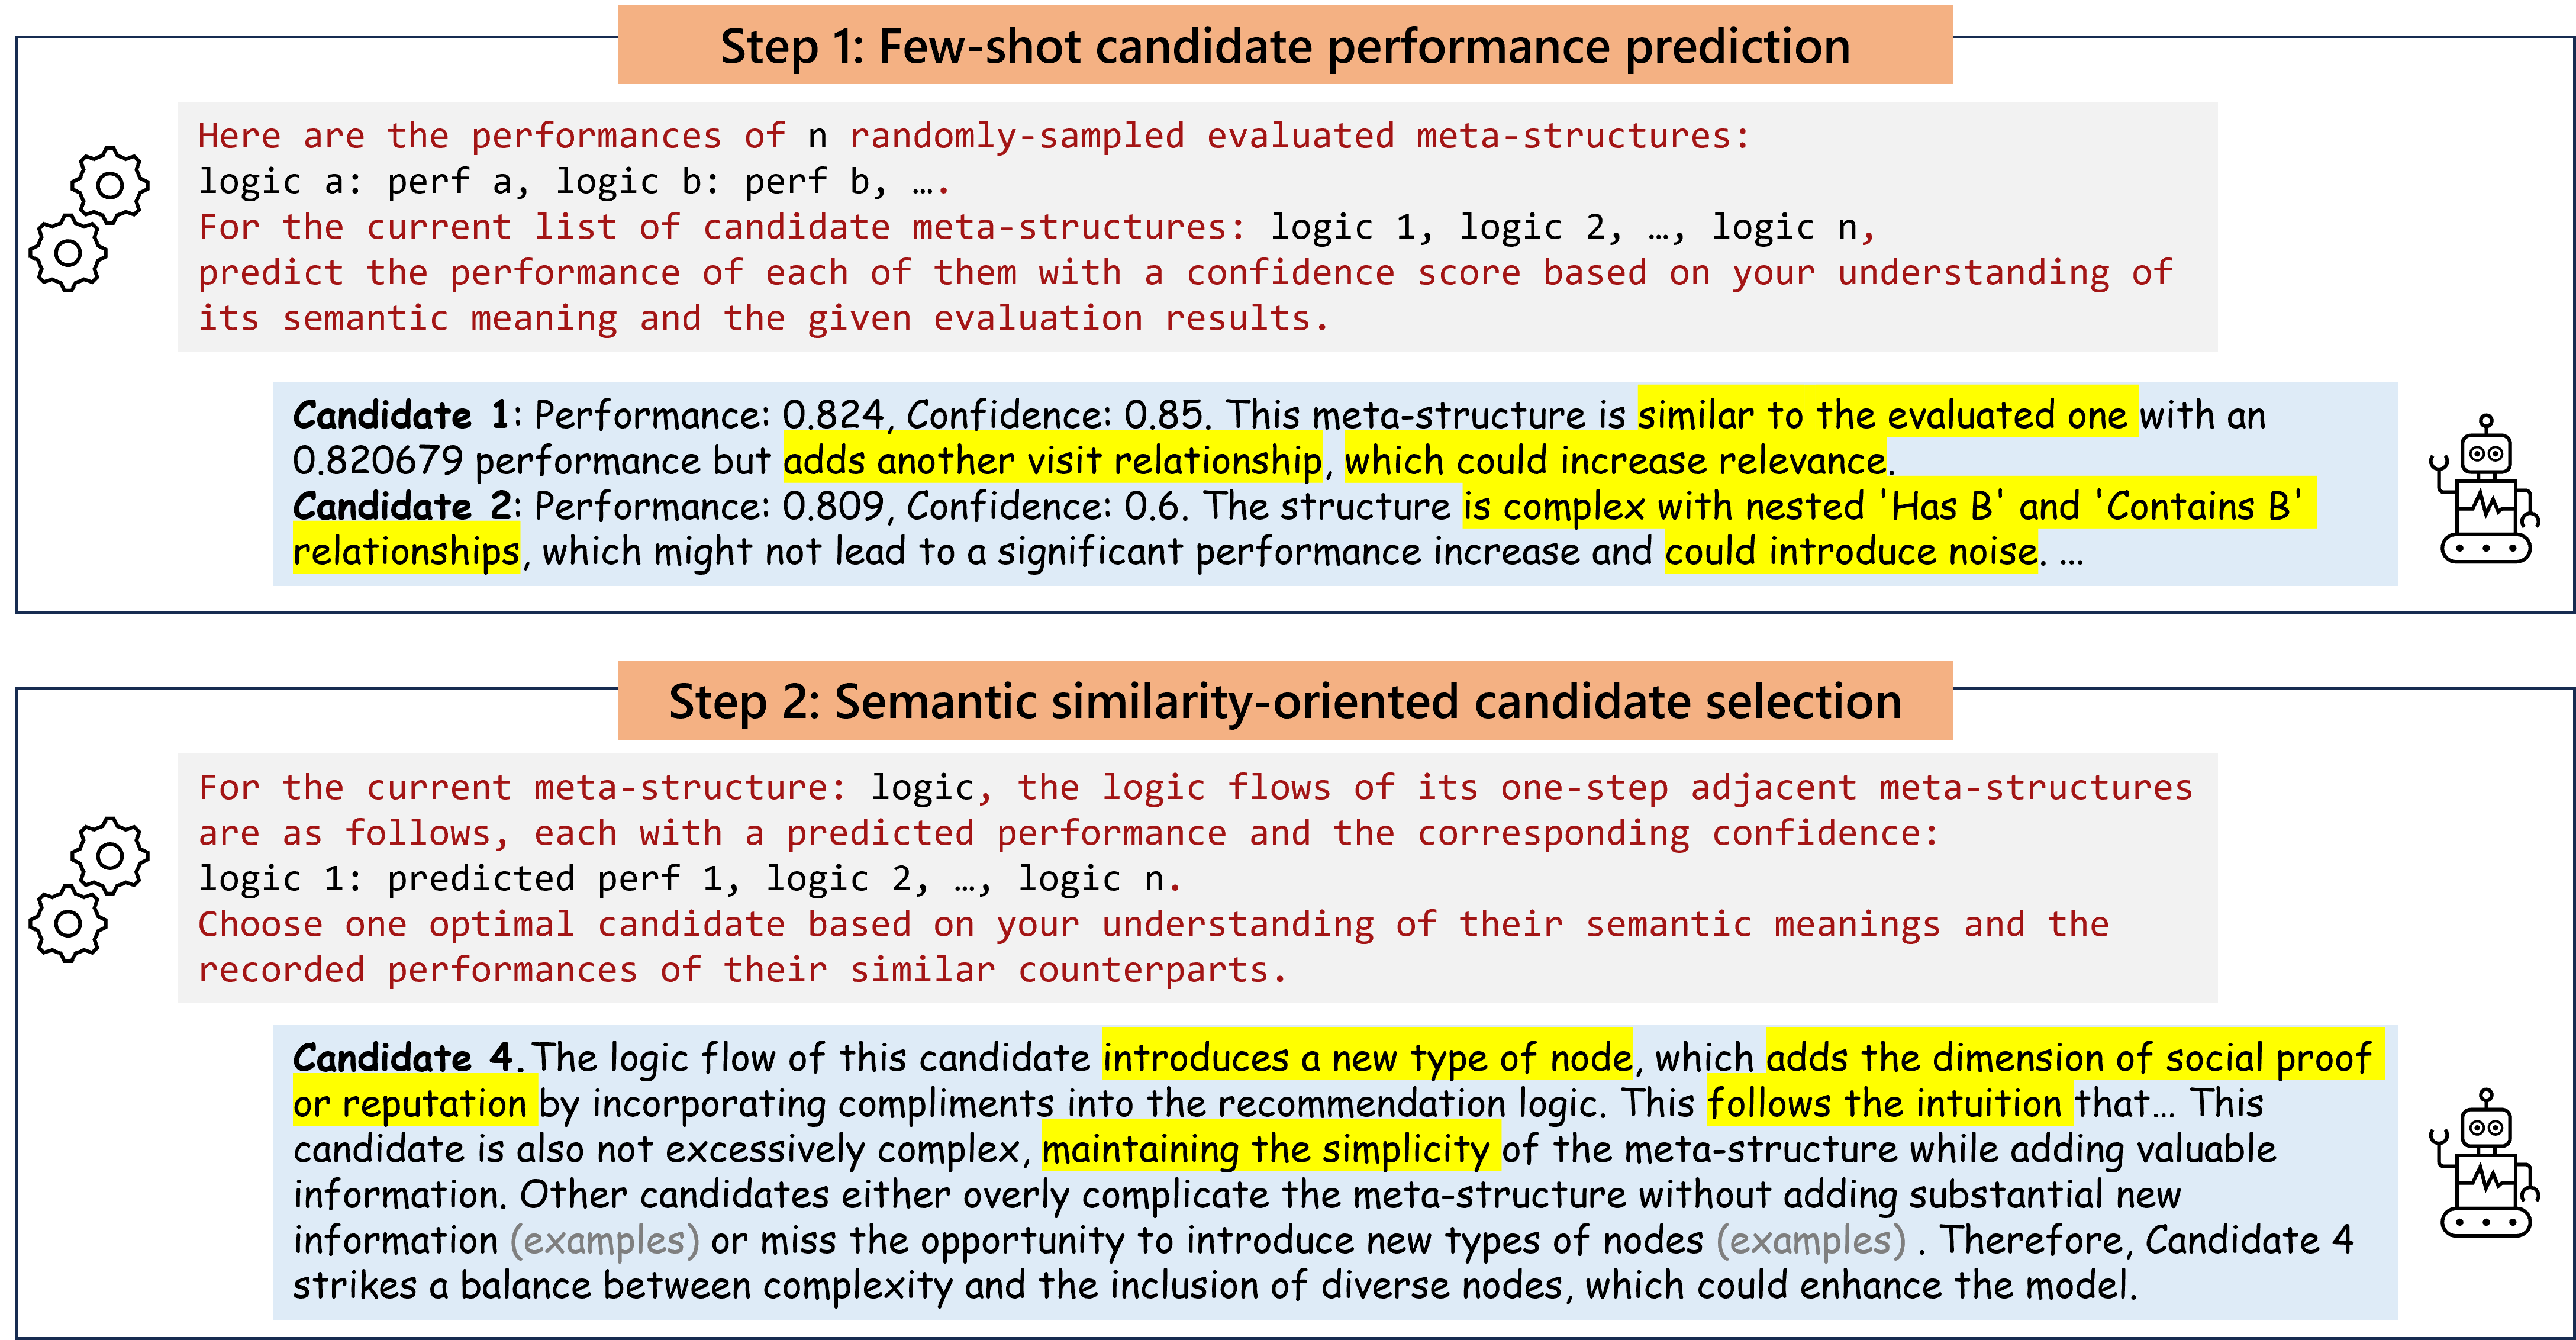 Step 1: Few-shot candidate performance prediction
Here are the performances of n randomly-sampled evaluated meta-structures:
logic a: perf a, logic b: perf b, ….
For the current list of candidate meta-structures: logic 1, logic 2, …, logic n,
predict the performance of each of them with a confidence score based on your understanding of
its semantic meaning and the given evaluation results.
Candidate 1: Performance: 0.824, Confidence: 0.85. This meta-structure is similar to the evaluated one with an
0.820679 performance but adds another visit relationship, which could increase relevance.
Candidate 2: Performance: 0.809, Confidence: 0.6. The structure is complex with nested 'Has B' and 'Contains B'
relationships, which might not lead to a significant performance increase and could introduce noise. …
Step 2: Semantic similarity-oriented candidate selection
For the current meta-structure: logic, the logic flows of its one-step adjacent meta-structures
are as follows, each with a predicted performance and the corresponding confidence:
logic 1: predicted perf 1, logic 2, …, logic n.
Choose one optimal candidate based on your understanding of their semantic meanings and the
recorded performances of their similar counterparts.
Candidate 4. The logic flow of this candidate introduces a new type of node, which adds the dimension of social proof
or reputation by incorporating compliments into the recommendation logic. This follows the intuition that… This
candidate is also not excessively complex, maintaining the simplicity of the meta-structure while adding valuable
information. Other candidates either overly complicate the meta-structure without adding substantial new
information (examples) or miss the opportunity to introduce new types of nodes (examples) . Therefore, Candidate 4
strikes a balance between complexity and the inclusion of diverse nodes, which could enhance the model.